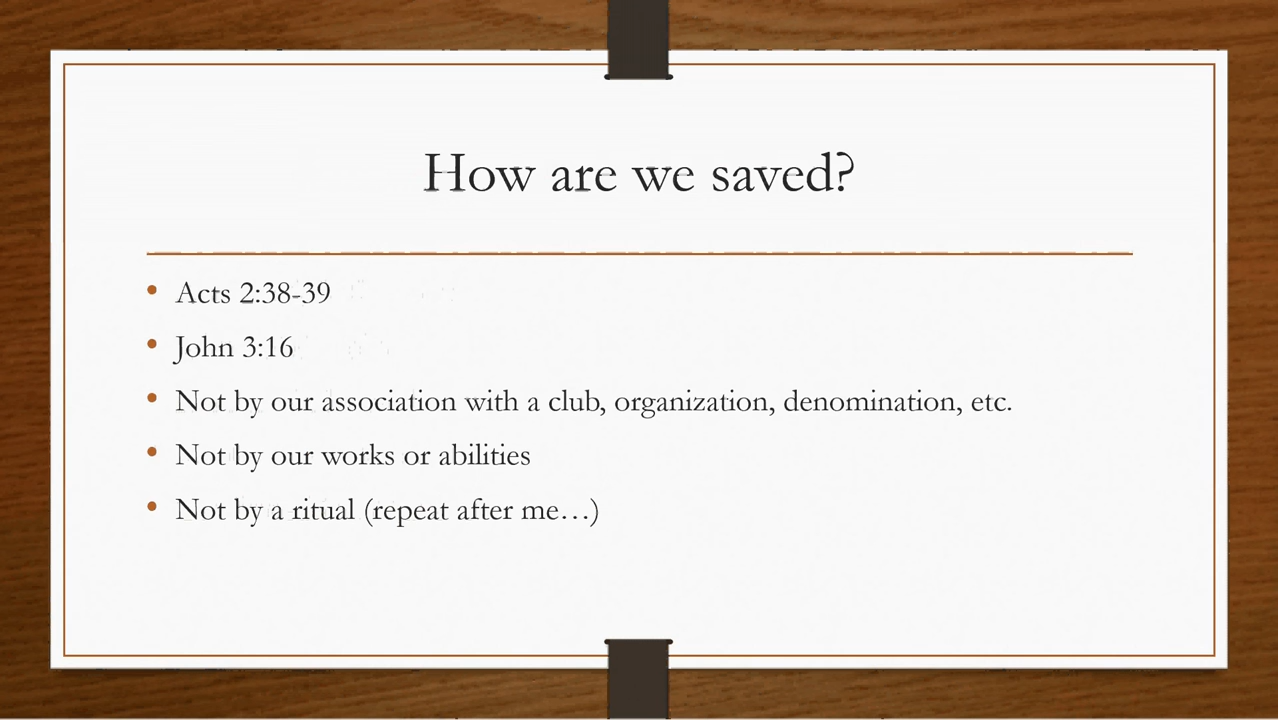 How are we saved?
• Acts 2:38-39
• John 3:16
• Not by our association with a club, organization, denomination, etc.
• Not by our works or abilities
• Not by a ritual (repeat after me…)